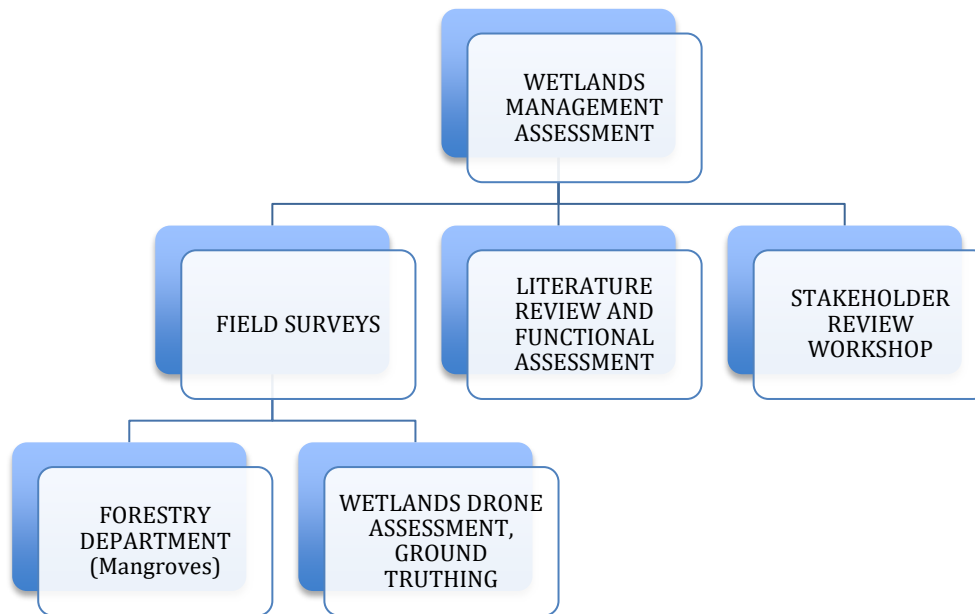 WETLANDS
MANAGEMENT
ASSESSMENT
FIELD SURVEYS
LITERATURE
REVIEW AND
FUNCTIONAL
ASSESSMENT
STAKEHOLDER
REVIEW
WORKSHOP
FORESTRY
DEPARTMENT
(Mangroves)
WETLANDS DRONE
ASSESSMENT,
GROUND
TRUTHING